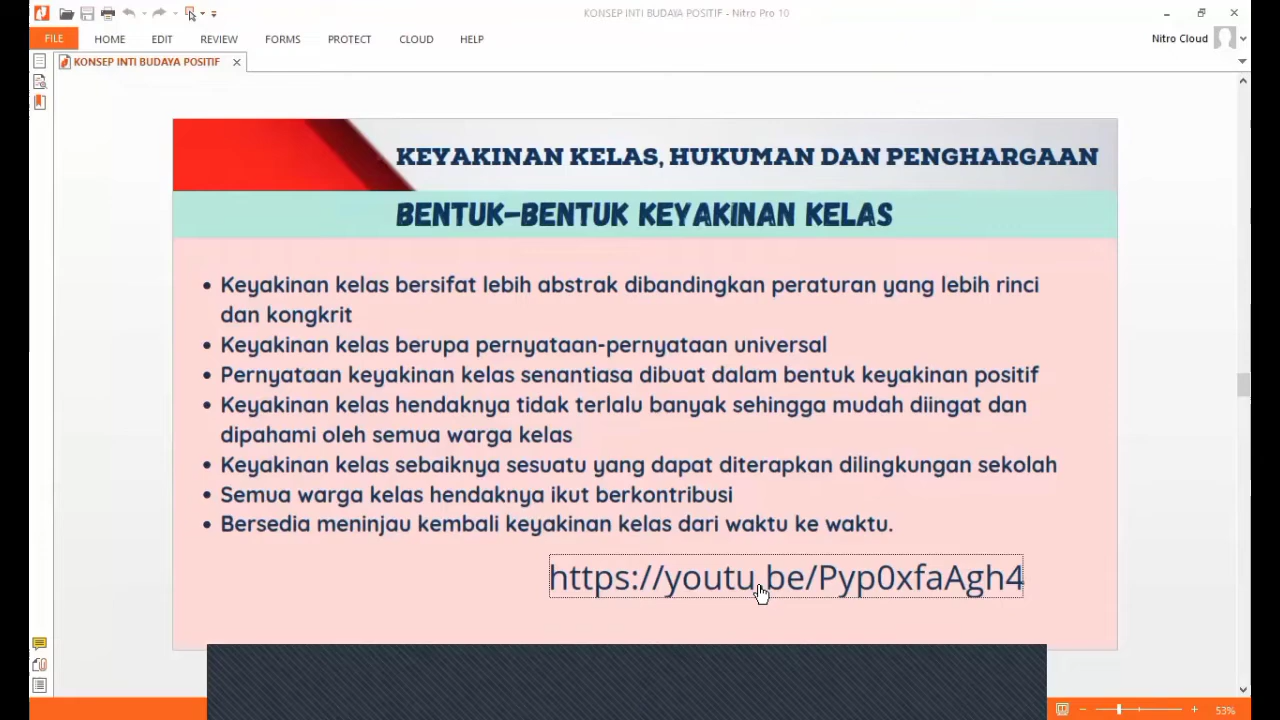 KONSEP INTI BUDAYA POSITIF - Nitro Pro 10
FILE HOME EDIT REVIEW FORMS PROTECT CLOUD HELP
Nitro Cloud
KONSEP INTI BUDAYA POSITIF
KEYAKINAN KELAS, HUKUMAN DAN PENGHARGAAN
BENTUK-BENTUK KEYAKINAN KELAS
• Keyakinan kelas bersifat lebih abstrak dibandingkan peraturan yang lebih rinci
dan kongkrit
• Keyakinan kelas berupa pernyataan-pernyataan universal
• Pernyataan keyakinan kelas senantiasa dibuat dalam bentuk keyakinan positif
• Keyakinan kelas hendaknya tidak terlalu banyak sehingga mudah diingat dan
dipahami oleh semua warga kelas
• Keyakinan kelas sebaiknya sesuatu yang dapat diterapkan dilingkungan sekolah
• Semua warga kelas hendaknya ikut berkontribusi
• Bersedia meninjau kembali keyakinan kelas dari waktu ke waktu.
https://youtu.be/Pyp0xfaAgh4
53%